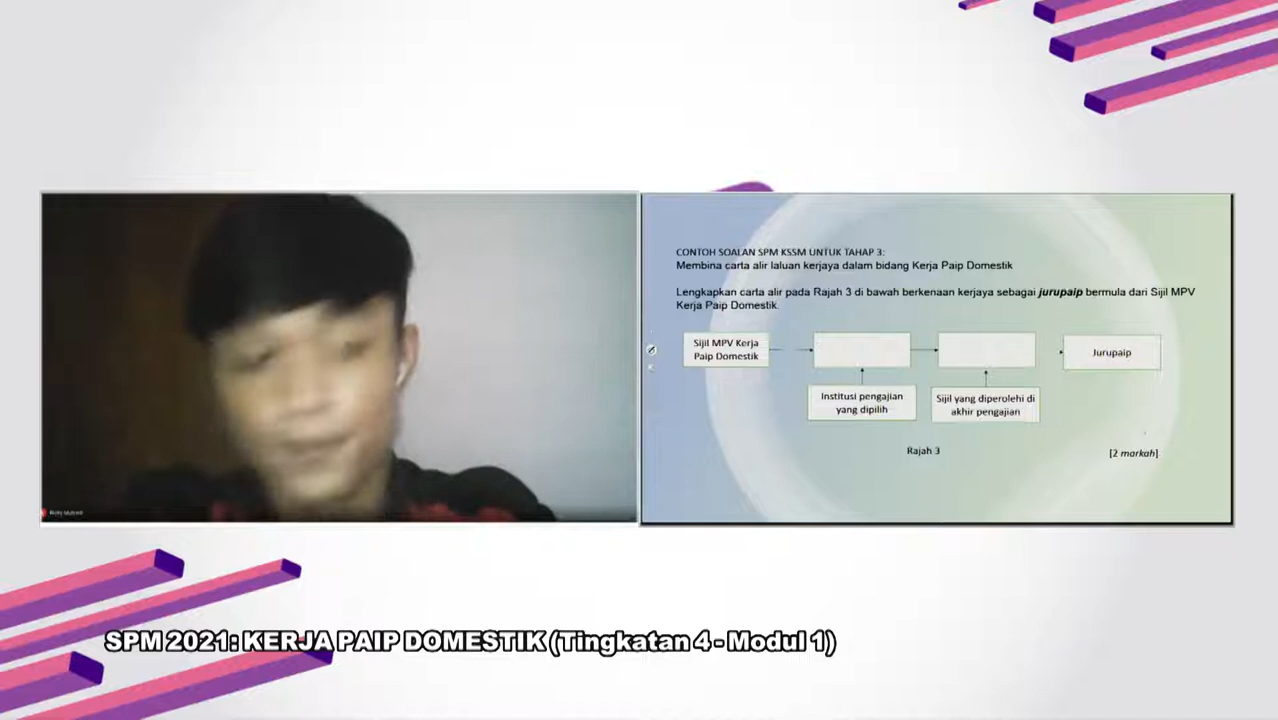 CONTOH SOALAN SPM KSSM UNTUK TAHAP 3:
Membina carta alir laluan kerjaya dalam bidang Kerja Paip Domestik
Lengkapkan carta alir pada Rajah 3 di bawah berkenaan kerjaya sebagai jurupaip bermula dari Sijil MPV
Kerja Paip Domestik.
Sijil MPV Kerja
Paip Domestik
Jurupaip
Institusi pengajian
yang dipilih
Sijil yang diperolehi di
akhir pengajian
Rajah 3
[2 markah]
SPM 2021: KERJA PAIP DOMESTIK (Tingkatan 4 - Modul 1)